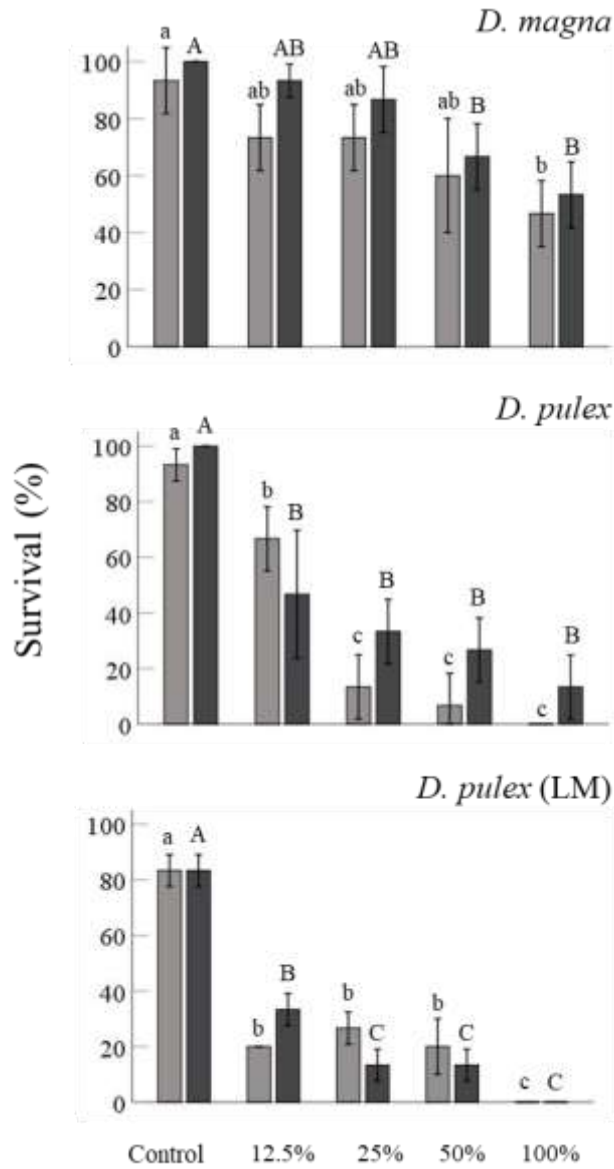 D. magna
a A ab AB ab AB ab B b B
100
80
60
40
20
0
D. pulex
a A b B c B c B c B
100
80
60
40
20
0
Survival (%)
D. pulex (LM)
a A b B b C b C c C
100
80
60
40
20
0
Control 12.5% 25% 50% 100%